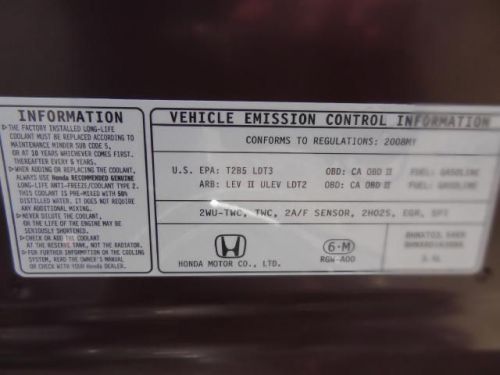 INFORMATION
▷THE FACTORY INSTALLED LONG-LIFE
COOLANT MUST BE REPLACED ACCORDING TO
MAINTENANCE MINDER SUB CODE 5,
OR AT 10 YEARS WHICHEVER COMES FIRST.
THEREAFTER EVERY 5 YEARS.
▷WHEN ADDING OR REPLACING THE COOLANT,
ALWAYS USE Honda RECOMMENDED GENUINE
LONG-LIFE ANTI-FREEZE/COOLANT TYPE 2.
THIS COOLANT IS PRE-MIXED WITH 50%
DISTILLED WATER, IT DOES NOT REQUIRE
ANY ADDITIONAL MIXING.
▷NEVER DILUTE THE COOLANT,
OR THE LIFE OF THE ENGINE MAY BE
SERIOUSLY SHORTENED.
▷CHECK OR ADD THE COOLANT
AT THE RESERVE TANK, NOT THE RADIATOR.
▷FOR FURTHER INFORMATION ON THE COOLING
SYSTEM, READ THE OWNER'S MANUAL
OR CHECK WITH YOUR Honda DEALER.
VEHICLE EMISSION CONTROL INFORMATION
CONFORMS TO REGULATIONS: 2008MY
U.S. EPA: T2B5 LDT3 OBD: CA OBD II FUEL: GASOLINE
ARB: LEV II ULEV LDT2 OBD: CA OBD II FUEL: GASOLINE
2WU-TWC, TWC, 2A/F SENSOR, 2HO2S, EGR, SFI
HONDA MOTOR CO., LTD.
6·M
RGW-A00
3.5L